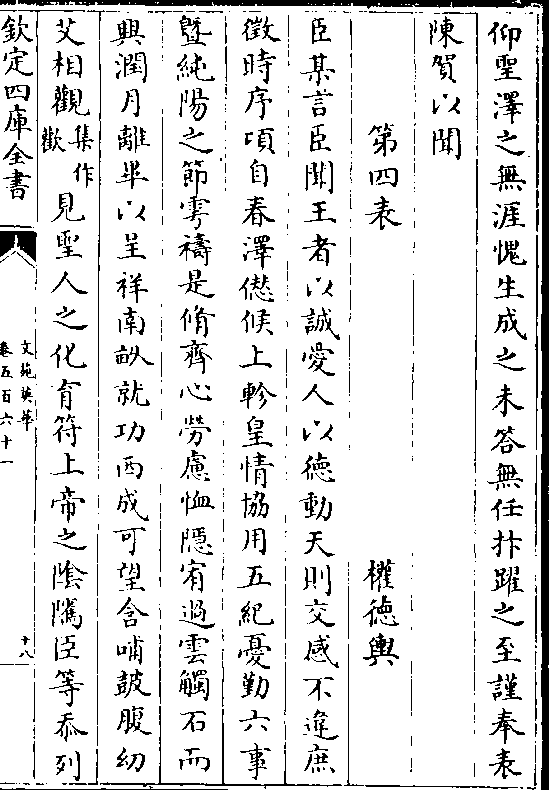 仰聖澤之無涯愧生成之未答無任抃躍之至謹奉表
陳賀以聞
第四表 權德輿
臣某言臣聞王者以誠愛人以德動天則交感不違庶
徵時序項自春澤愆候上軫皇情協用五紀憂勤六事
曁純陽之節雩禱是脩齊心勞慮恤隱宥過雲觸石而
興潤月離畢以呈祥南畝就功西成可望含哺鼓腹幼
艾相觀集作歡見聖人之化育符上帝之隂隲臣等忝列
欽定四庫全書
文苑英華
卷五百六十一
十八